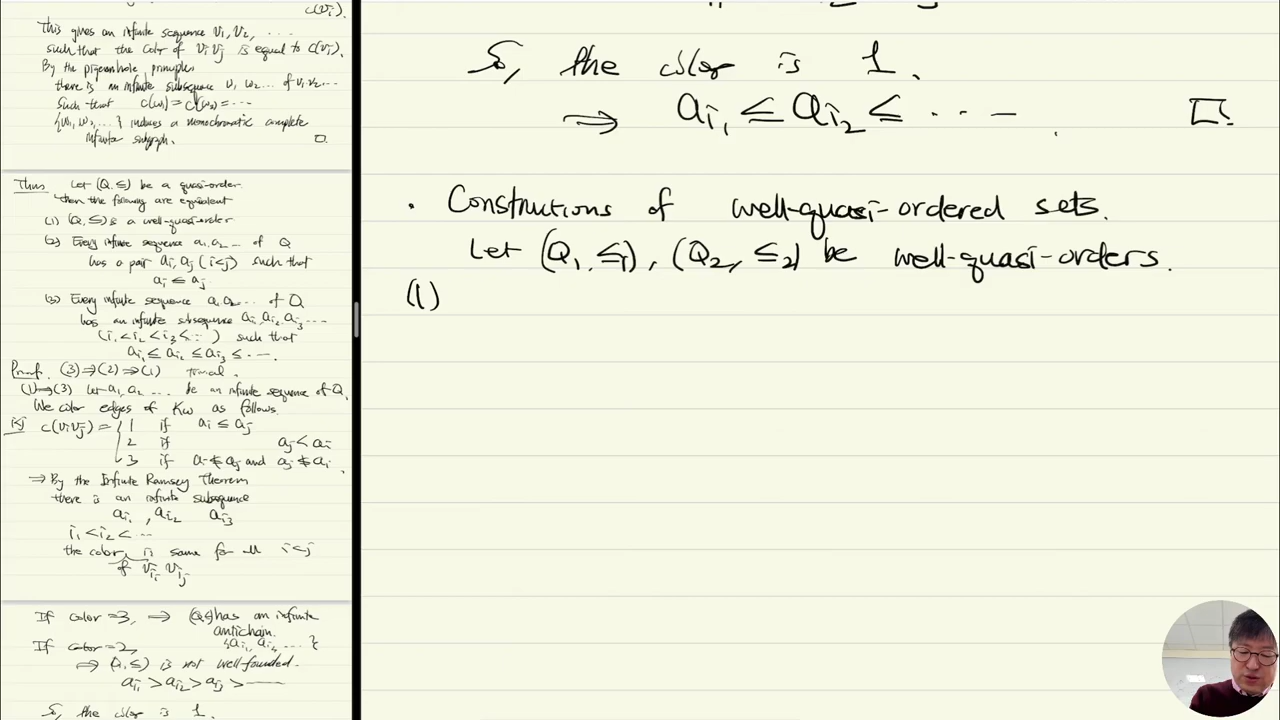 c(vi).
This gives an infinite sequence v1, v2, ....
such that the color of vivj is equal to c(vi).
By the pigeonhole principle,
there is an infinite subsequence w1 w2... of v1 v2...
such that c(w1) = c(w2) = ...
{w1, w2, ...} induces a monochromatic complete
infinite subgraph. □.
Thm Let (Q, ≤) be a quasi-order.
then the following are equivalent
(1) (Q, ≤) is a well-quasi-order
(2) Every infinite sequence a1, a2 ... of Q
has a pair ai, aj (i<j) such that
ai ≤ aj.
(3) Every infinite sequence a1 a2... of Q
has an infinite subsequence ai1, ai2, ai3 ...
(i1 < i2 < i3 < ...) such that
ai1 ≤ ai2 ≤ ai3 ≤ ....
Proof. (3)⇒(2)⇒(1) trivial.
(1)⇒(3) Let a1, a2 ... be an infinite sequence of Q.
We color edges of Kω as follows.
i<j c(vivj) = { 1 if ai ≤ aj
2 if aj < ai
3 if ai ≰ aj and aj ≰ ai.
⇒ By the Infinite Ramsey Theorem
there is an infinite subsequence
ai1, ai2 ai3
i1 < i2 < ...
the color is same for all i<j
of vii vij
If color = 3, ⇒ (Q, ≤) has an infinite
antichain.
{ai1, ai2, ...}
If color = 2,
⇒ (Q, ≤) is not well-founded.
ai1 > ai2 > ai3 > ...
So, the color is 1.
So, the color is 1.
⇒ ai1 ≤ ai2 ≤ ... . □.
· Constructions of well-quasi-ordered sets.
Let (Q1, ≤1), (Q2, ≤2) be well-quasi-orders.
(1)